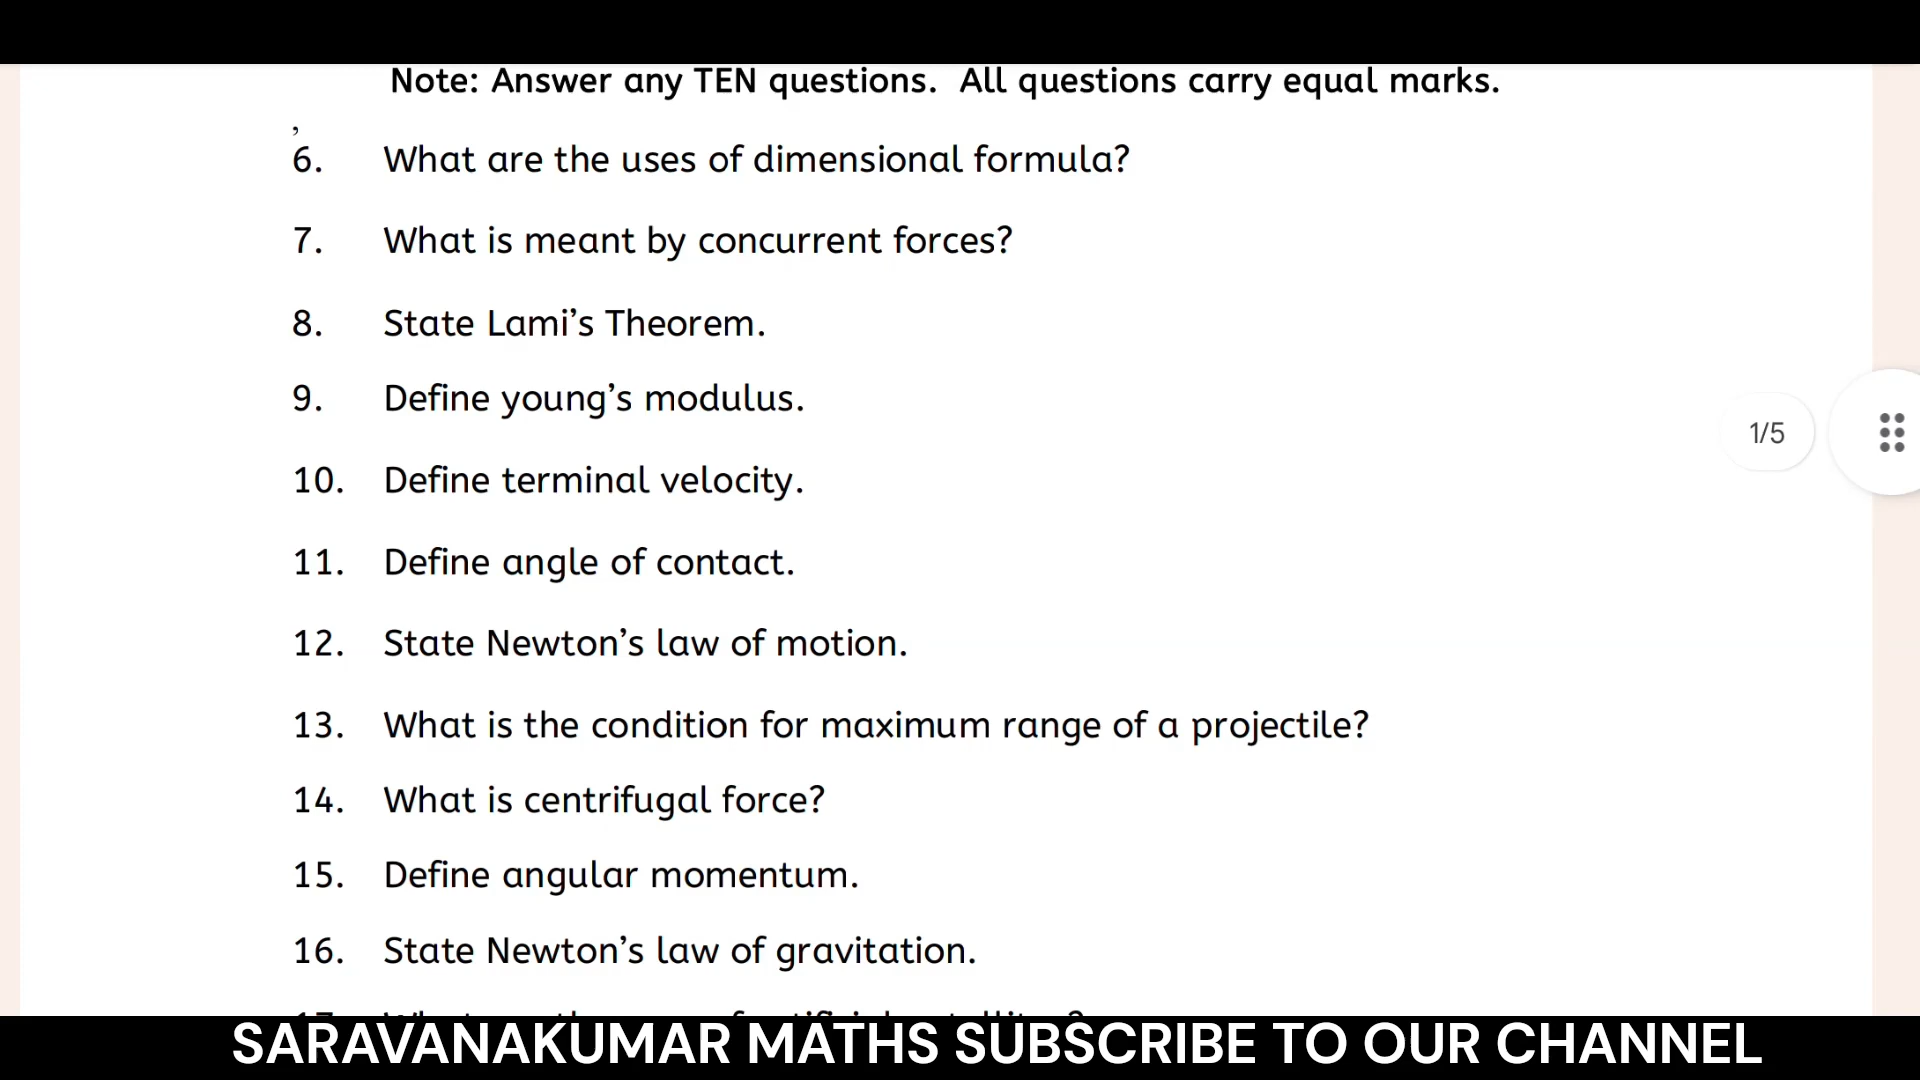 Note: Answer any TEN questions. All questions carry equal marks.
,
6. What are the uses of dimensional formula?
7. What is meant by concurrent forces?
8. State Lami’s Theorem.
9. Define young’s modulus.
1/5
10. Define terminal velocity.
11. Define angle of contact.
12. State Newton’s law of motion.
13. What is the condition for maximum range of a projectile?
14. What is centrifugal force?
15. Define angular momentum.
16. State Newton’s law of gravitation.
SARAVANAKUMAR MATHS SUBSCRIBE TO OUR CHANNEL